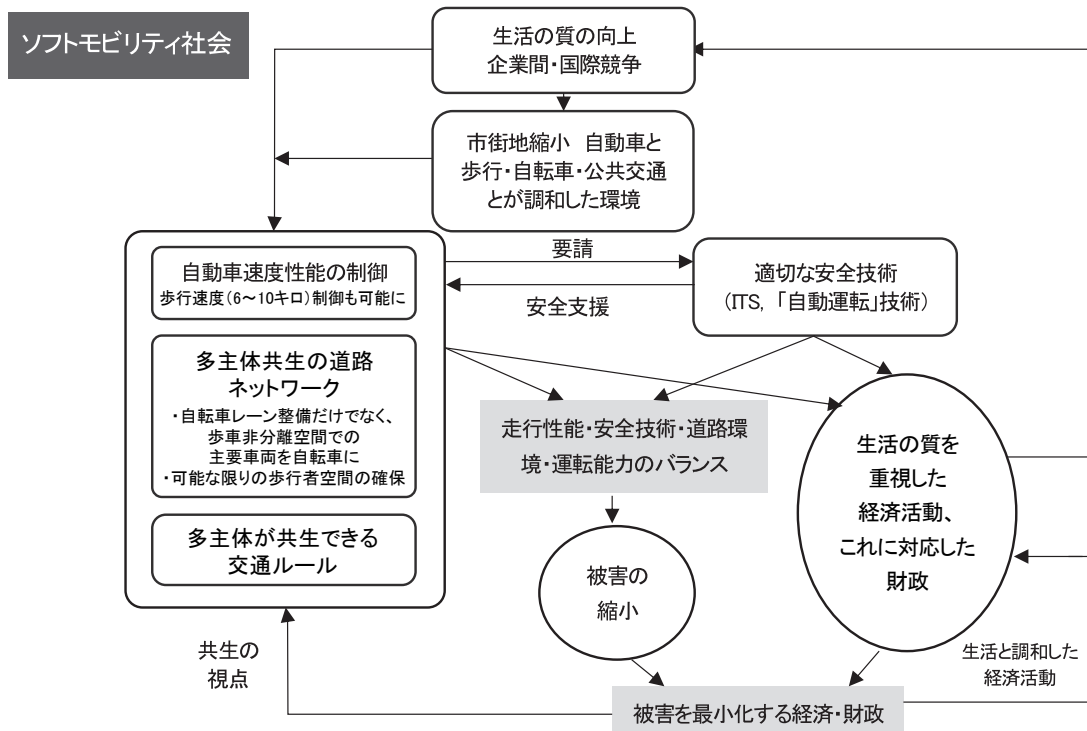 ソフトモビリティ社会
生活の質の向上
企業間・国際競争
市街地縮小　自動車と
歩行・自転車・公共交通
とが調和した環境
自動車速度性能の制御
歩行速度（6～10キロ）制御も可能に
要請
安全支援
適切な安全技術
（ITS，「自動運転」技術）
多主体共生の道路
ネットワーク
・自転車レーン整備だけでなく、
歩車非分離空間での
主要車両を自転車に
・可能な限りの歩行者空間の確保
多主体が共生できる
交通ルール
走行性能・安全技術・道路環
境・運転能力のバランス
生活の質を
重視した
経済活動、
これに対応した
財政
被害の
縮小
共生の
視点
生活と調和した
経済活動
被害を最小化する経済・財政